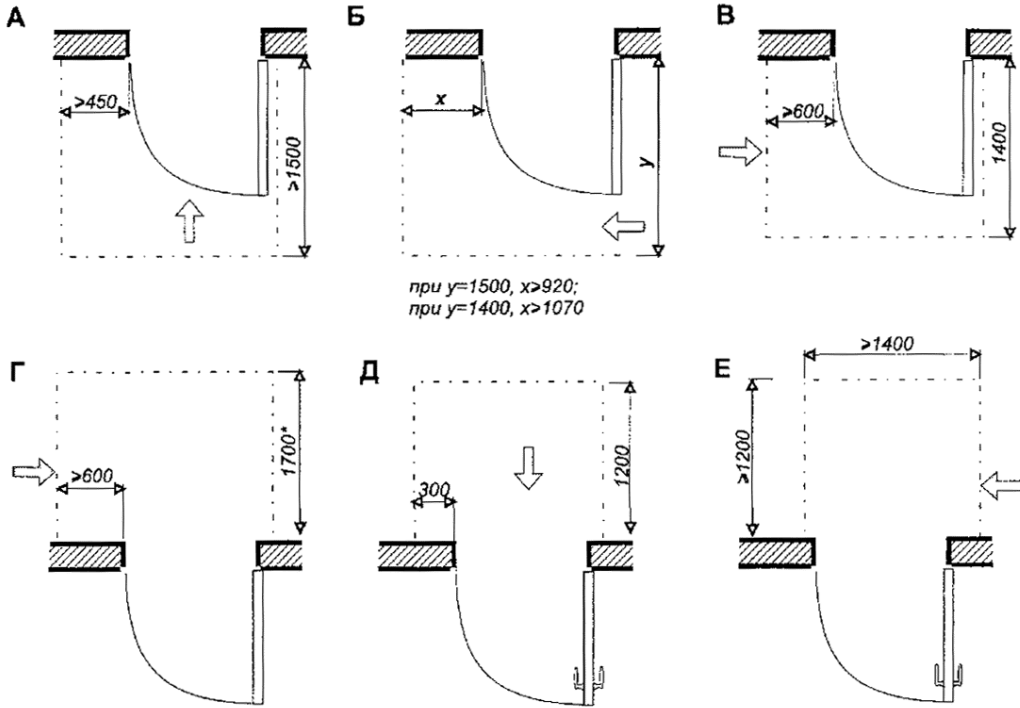 А
Б
В
≥450
≥1500
x
y
≥600
1400
при y=1500, x≥920;
при y=1400, x≥1070
Г
Д
Е
≥600
1700*
300
1200
≥1400
≥1200